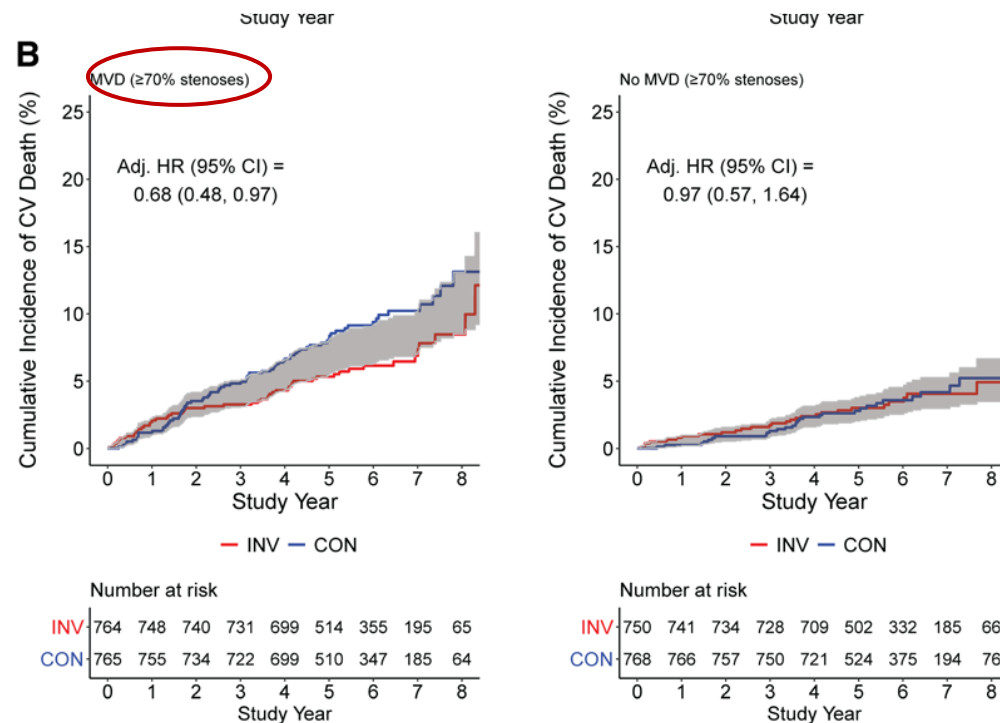 Study Year
Study Year
B
MVD (≥70% stenoses)
Cumulative Incidence of CV Death (%)
25
20
15
10
5
0
Adj. HR (95% CI) =
0.68 (0.48, 0.97)
0 1 2 3 4 5 6 7 8
Study Year
INV CON
Number at risk
INV 764 748 740 731 699 514 355 195 65
CON 765 755 734 722 699 510 347 185 64
0 1 2 3 4 5 6 7 8
Study Year
No MVD (≥70% stenoses)
Cumulative Incidence of CV Death (%)
25
20
15
10
5
0
Adj. HR (95% CI) =
0.97 (0.57, 1.64)
0 1 2 3 4 5 6 7 8
Study Year
INV CON
Number at risk
INV 750 741 734 728 709 502 332 185 66
CON 768 766 757 750 721 524 375 194 76
0 1 2 3 4 5 6 7 8
Study Year